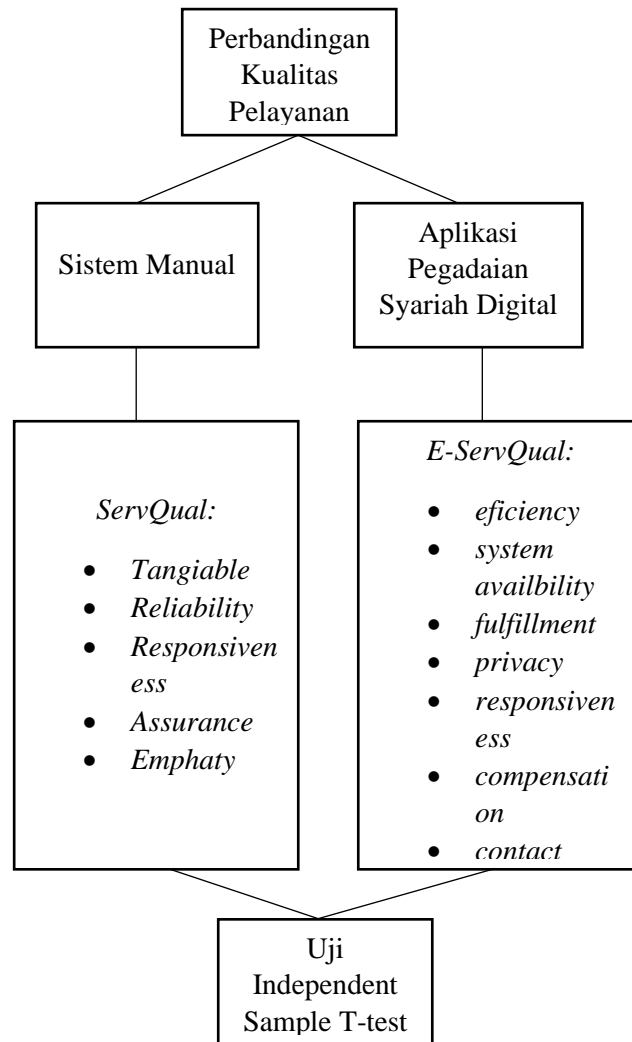 Perbandingan
Kualitas
Pelayanan
Sistem Manual
Aplikasi
Pegadaian
Syariah Digital
ServQual:
• Tangiable
• Reliability
• Responsiven
ess
• Assurance
• Emphaty
E-ServQual:
• eficiency
• system
availbility
• fulfillment
• privacy
• responsiven
ess
• compensati
on
• contact
Uji
Independent
Sample T-test